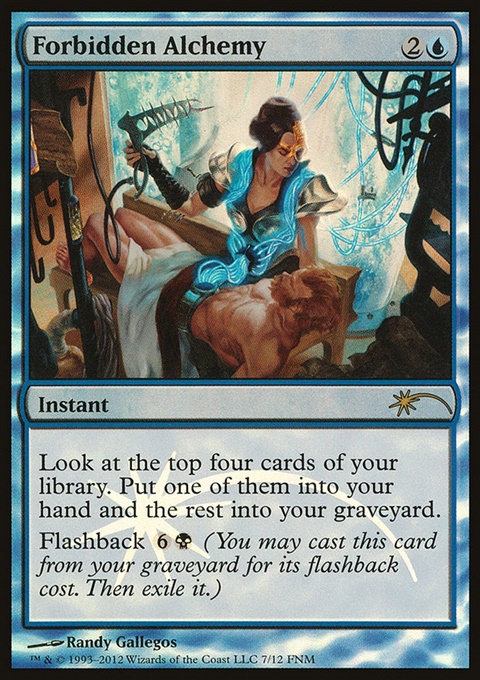 Forbidden Alchemy 2
Instant
Look at the top four cards of your
library. Put one of them into your
hand and the rest into your graveyard.
Flashback 6 (You may cast this card
from your graveyard for its flashback
cost. Then exile it.)
Randy Gallegos
™ & © 1993–2012 Wizards of the Coast LLC 7/12 FNM